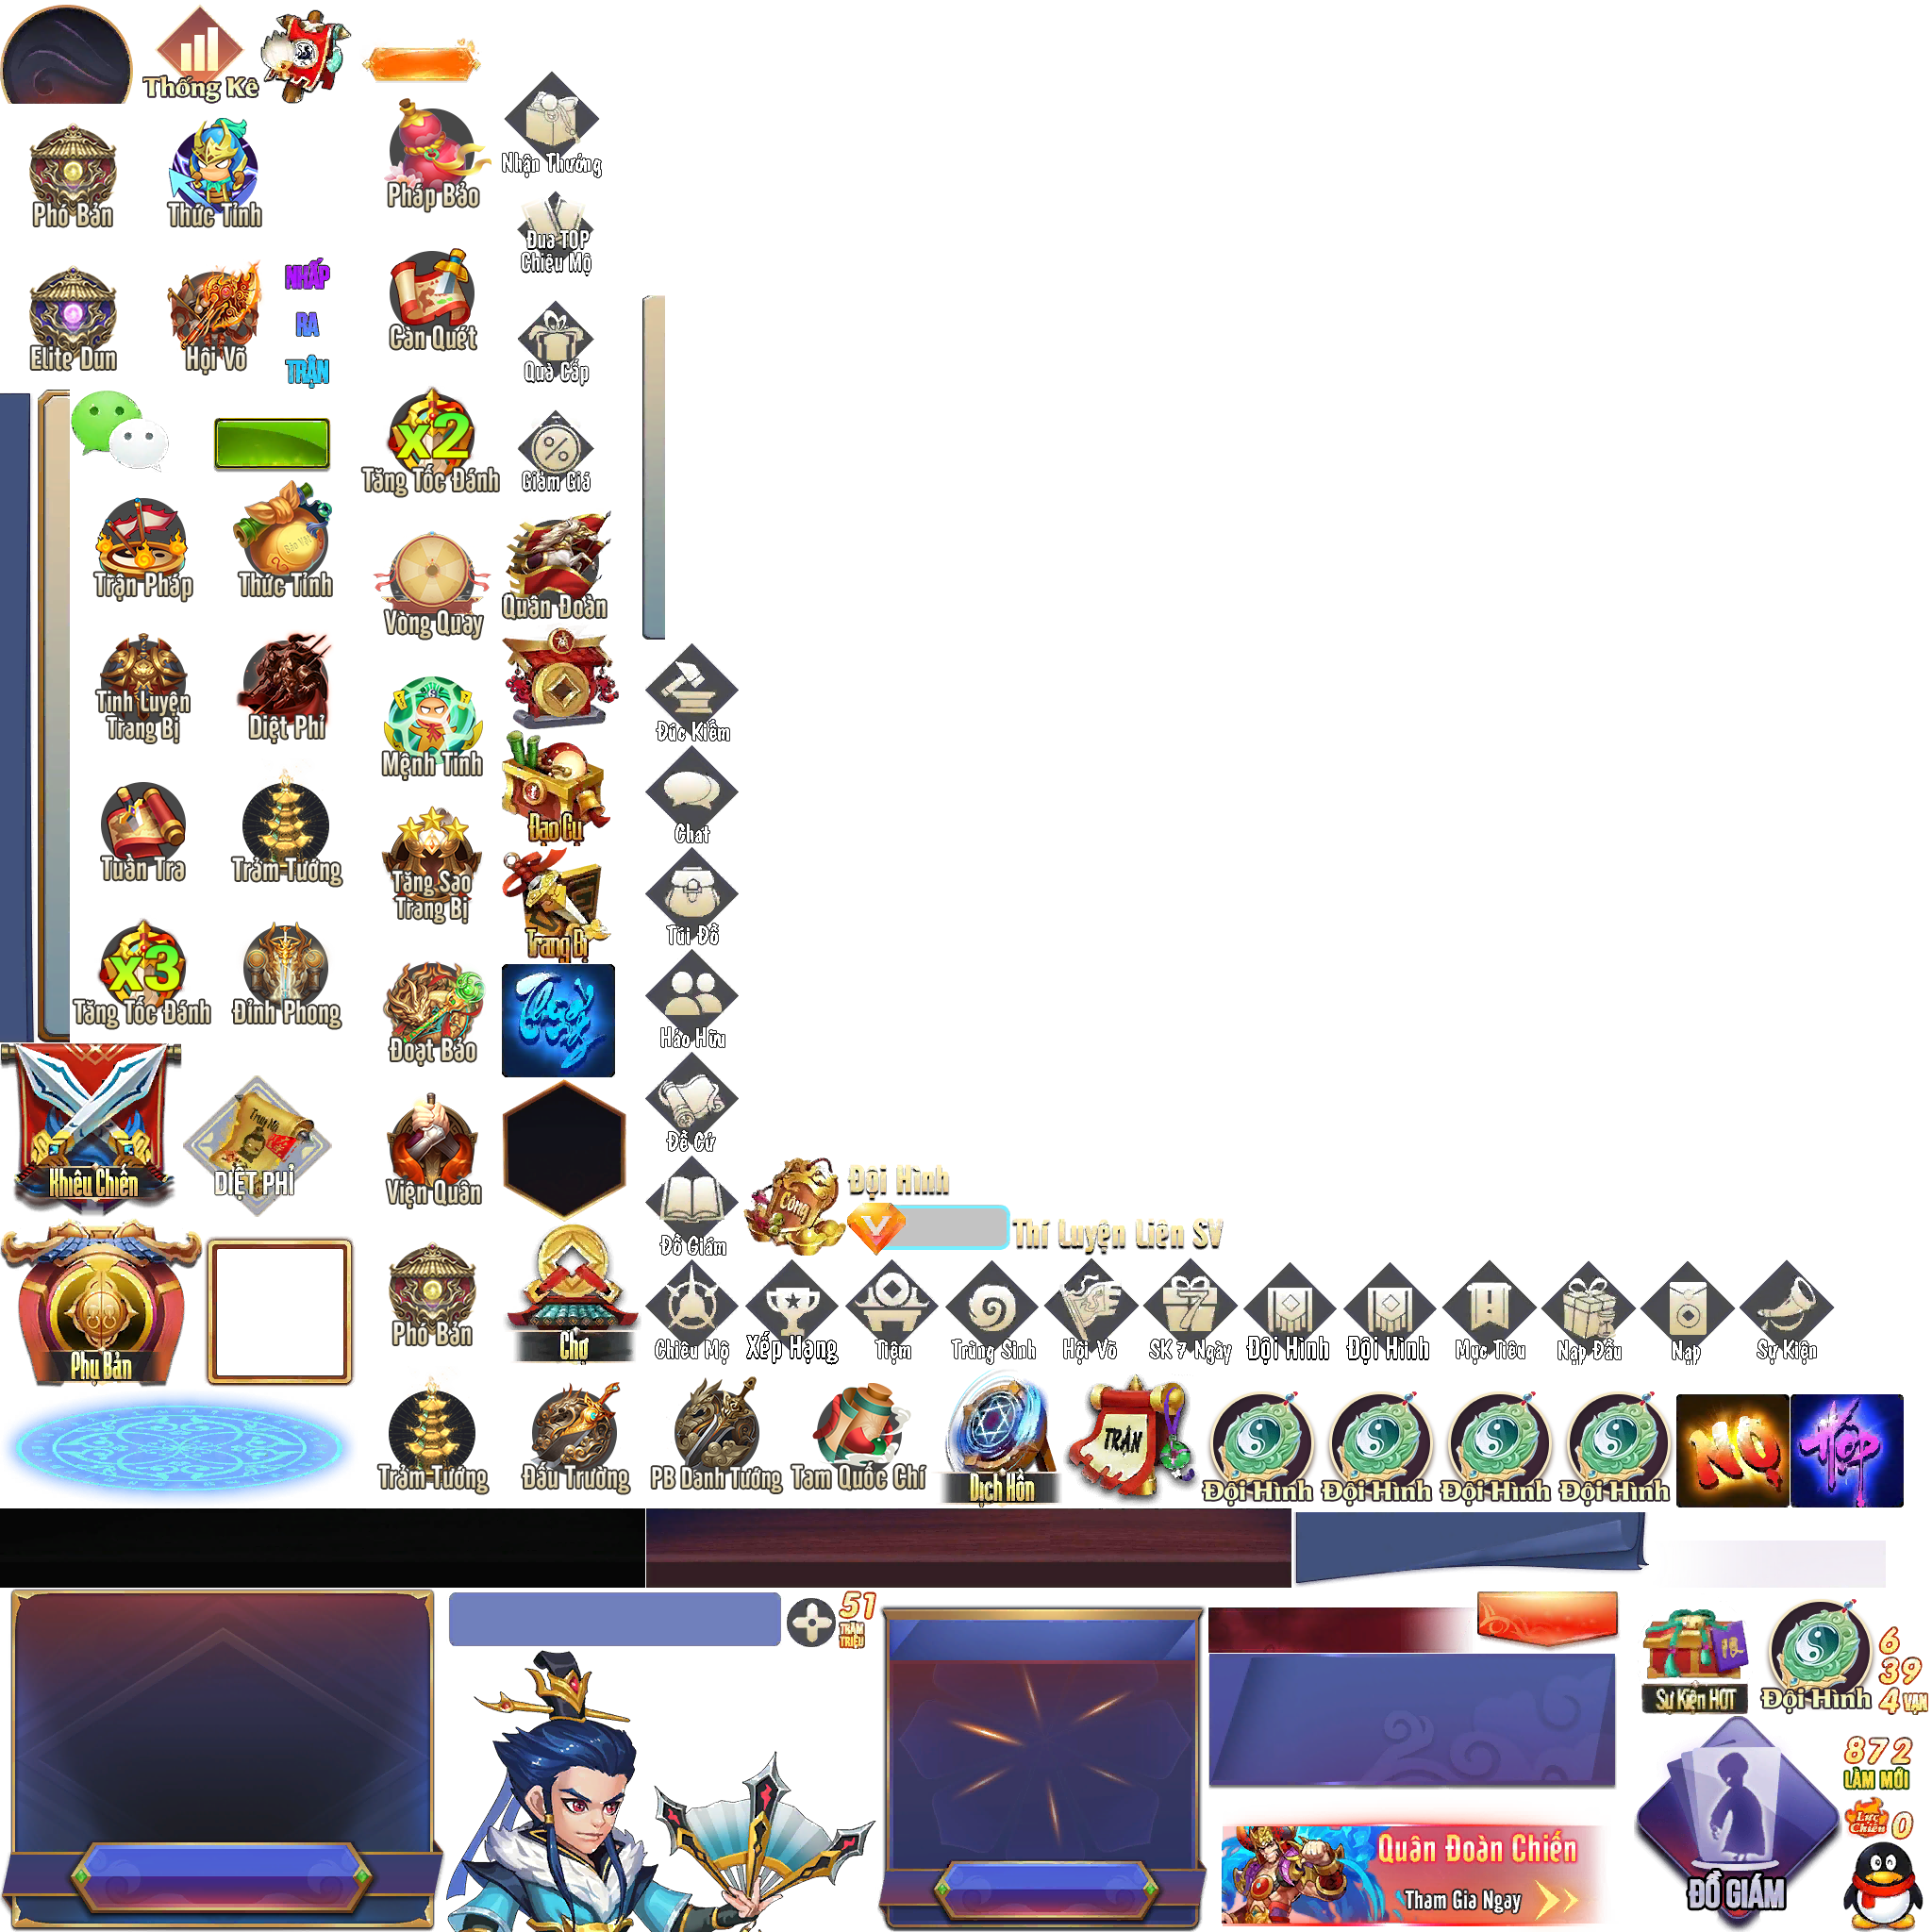 Thống Kê
Nhận Thưởng
Phó Bản
Thức Tỉnh
Pháp Bảo
Đua TOP
Chiêu Mộ
NHẤP
RA
TRẬN
Elite Dun
Hội Võ
Càn Quét
Quà Cấp
x2
Tăng Tốc Đánh
Giảm Giá
Trận Pháp
Thức Tỉnh
Vòng Quay
Quân Đoàn
Tinh Luyện
Trang Bị
Diệt Phỉ
Mệnh Tinh
Đúc Kiếm
Đạo Cụ
Chat
Tuần Tra
Trảm Tướng
Tăng Sao
Trang Bị
Trang Bị
Túi Đồ
x3
Tăng Tốc Đánh
Đỉnh Phong
Đoạt Bảo
Hảo Hữu
Khiêu Chiến
Truy Nã
DIỆT PHỈ
Viện Quân
Đề Cử
Công
Đội Hình
V
Thí Luyện Liên SV
Đồ Giám
Phụ Bản
Phó Bản
Chợ
Chiêu Mộ
Xếp Hạng
Tiệm
Trùng Sinh
Hội Võ
7
SK 7 Ngày
Đội Hình
Đội Hình
Mục Tiêu
Nạp Đầu
Nạp
Sự Kiện
Trảm Tướng
Đấu Trường
PB Danh Tướng
Tam Quốc Chí
Dịch Hồn
TRẬN
Đội Hình
Đội Hình
Đội Hình
Đội Hình
NỘ
HỢP
51
TRĂM
TRIỆU
Sự Kiện HOT
Đội Hình
6
39
4 VẠN
872
LÀM MỚI
Lực
Chiến
0
Quân Đoàn Chiến
Tham Gia Ngay
ĐỒ GIÁM